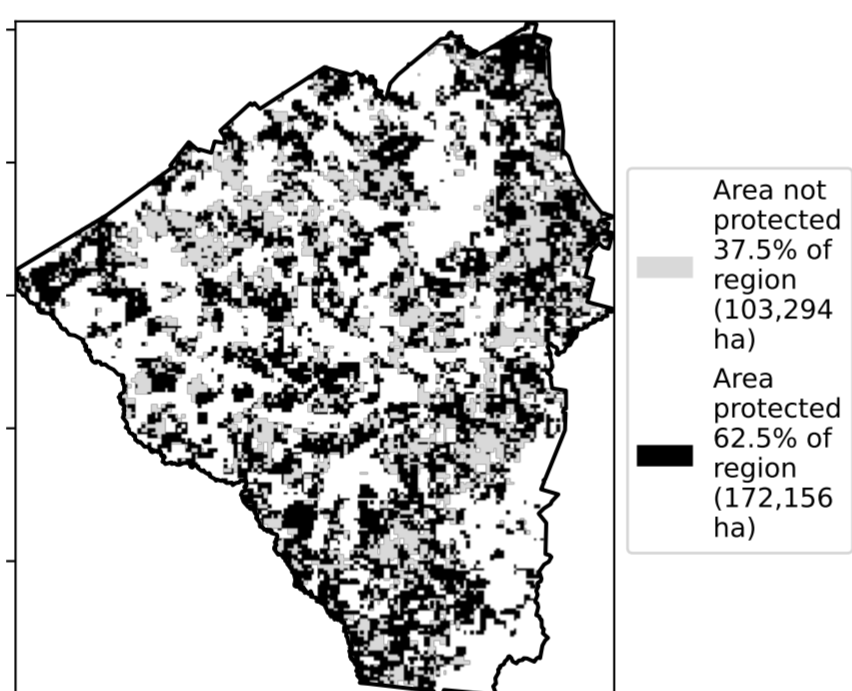 Area not
protected
37.5% of
region
(103,294
ha)
Area
protected
62.5% of
region
(172,156
ha)